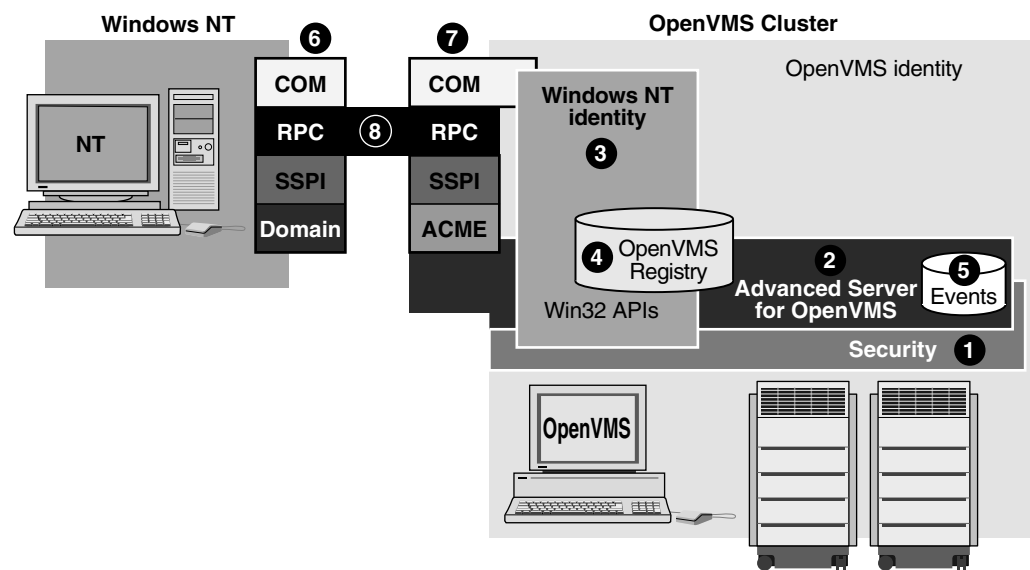 Windows NT
OpenVMS Cluster
6
7
OpenVMS identity
COM
COM
Windows NT
identity
3
NT
RPC
8
RPC
SSPI
SSPI
Domain
ACME
4
OpenVMS
Registry
2
Advanced Server
for OpenVMS
5
Events
Win32 APIs
Security
1
OpenVMS